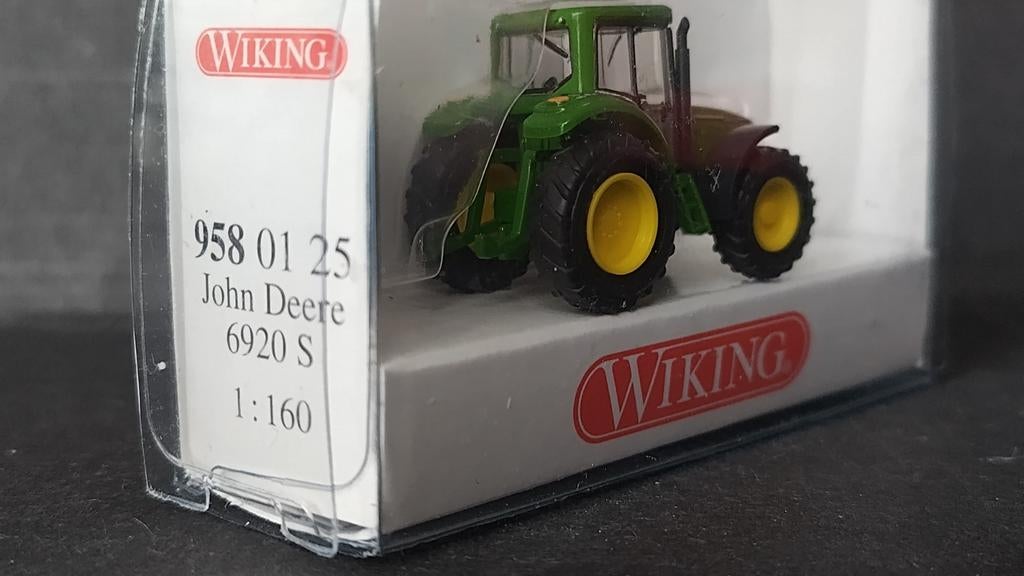 WIKING
958 01 25
John Deere
6920 S
1:160
WIKING